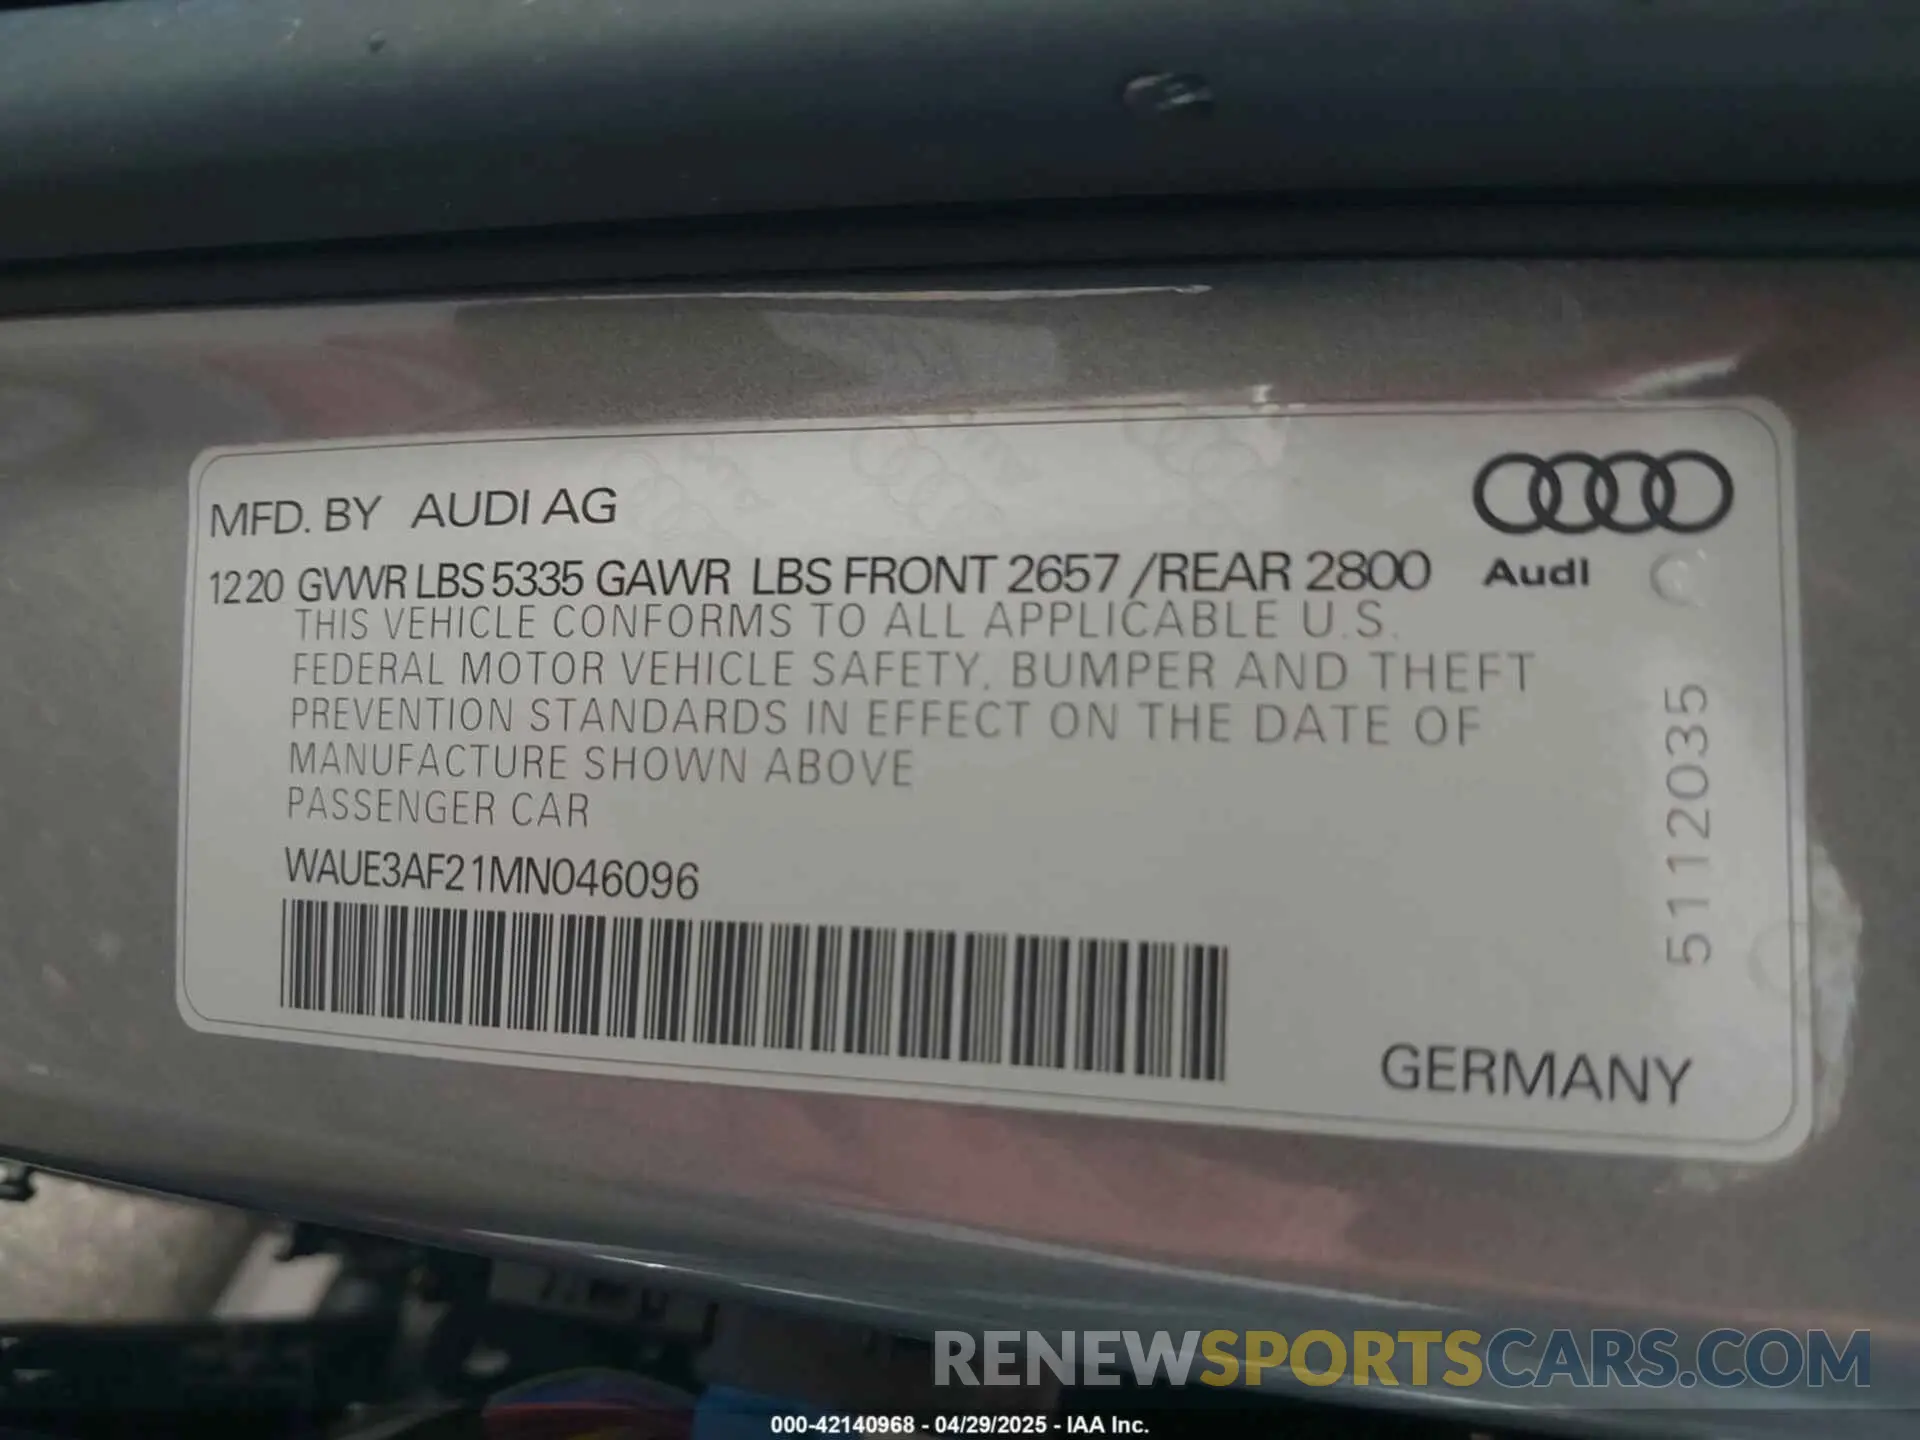 MFD. BY AUDI AG
1220 GVWR LBS 5335 GAWR LBS FRONT 2657 /REAR 2800
Audi
THIS VEHICLE CONFORMS TO ALL APPLICABLE U.S.
FEDERAL MOTOR VEHICLE SAFETY, BUMPER AND THEFT
PREVENTION STANDARDS IN EFFECT ON THE DATE OF
MANUFACTURE SHOWN ABOVE
PASSENGER CAR
WAUE3AF21MN046096
5112035
GERMANY
RENEWSPORTSCARS.COM
000-42140968 - 04/29/2025 - IAA Inc.